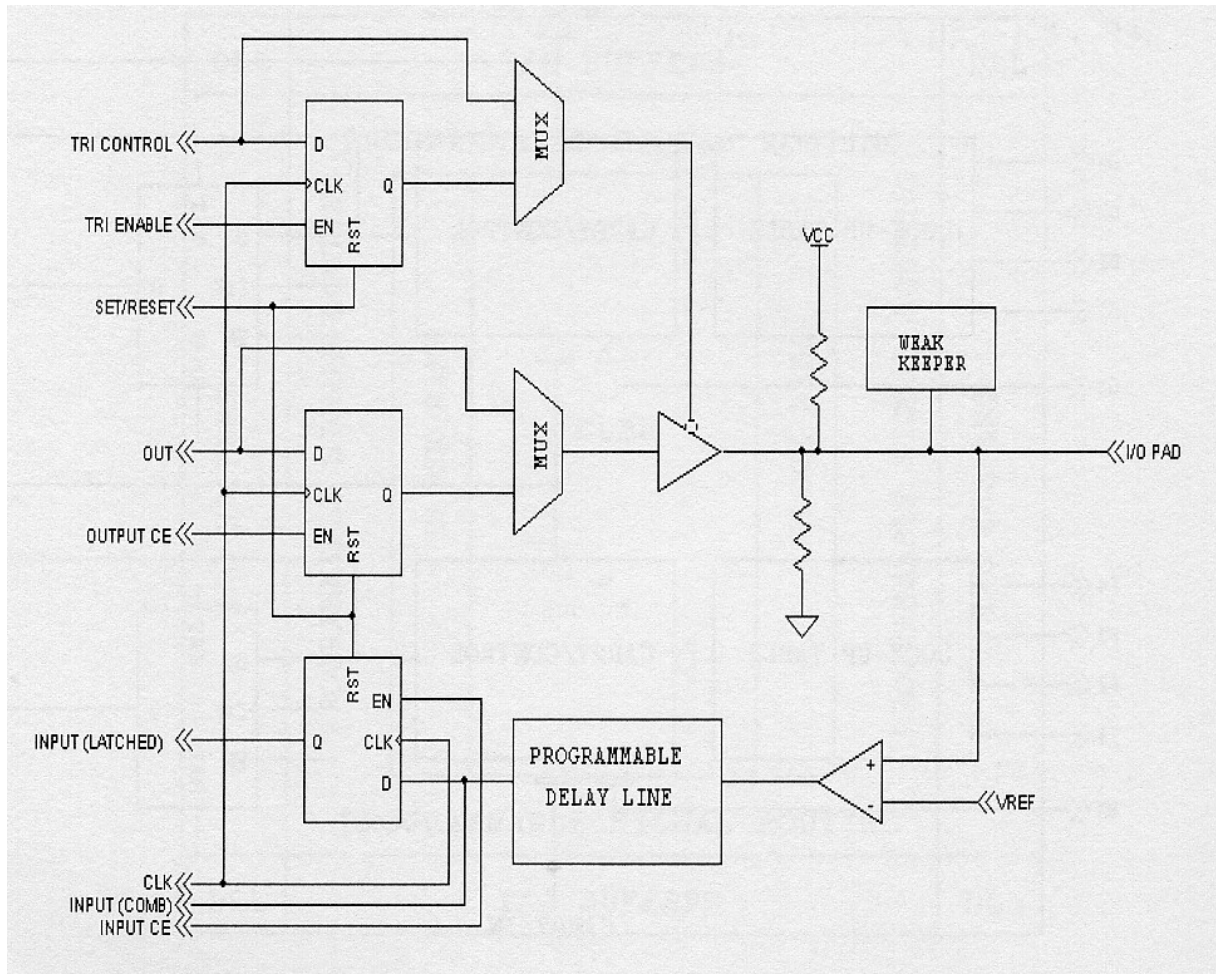 TRI CONTROL
D
MUX
CLK
Q
TRI ENABLE
EN
RST
SET/RESET
VCC
WEAK
KEEPER
OUT
D
MUX
I/O PAD
CLK
Q
OUTPUT CE
EN
RST
RST
EN
INPUT (LATCHED)
Q
CLK
D
PROGRAMMABLE
DELAY LINE
+
-
VREF
CLK
INPUT (COMB)
INPUT CE